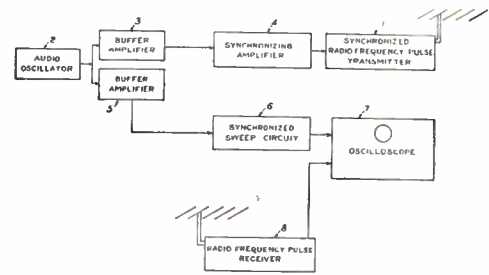 3
BUFFER
AMPLIFIER
4
SYNCHRONIZING
AMPLIFIER
1
SYNCHRONIZED
RADIO FREQUENCY PULSE
TRANSMITTER
2
AUDIO
OSCILLATOR
BUFFER
AMPLIFIER
5
6
SYNCHRONIZED
SWEEP CIRCUIT
7
OSCILLOSCOPE
8
RADIO FREQUENCY PULSE
RECEIVER